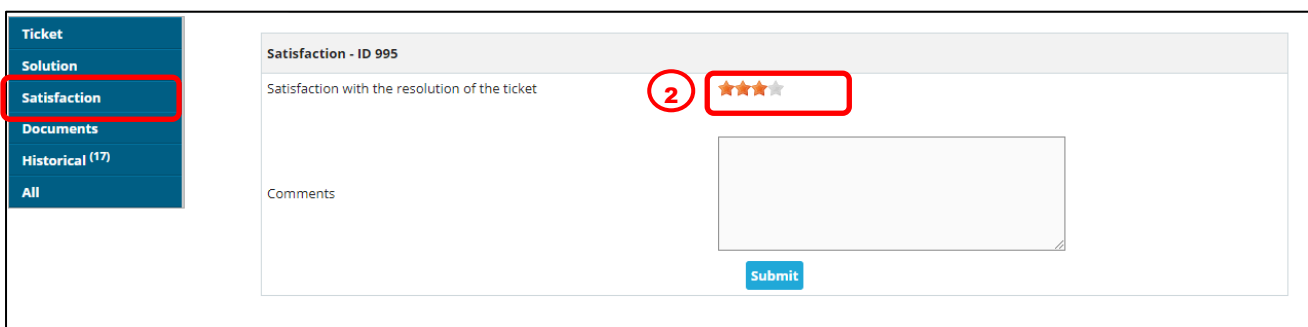 Ticket
Solution
Satisfaction
Documents
Historical (17)
All
Satisfaction - ID 995
Satisfaction with the resolution of the ticket
2
Comments
Submit